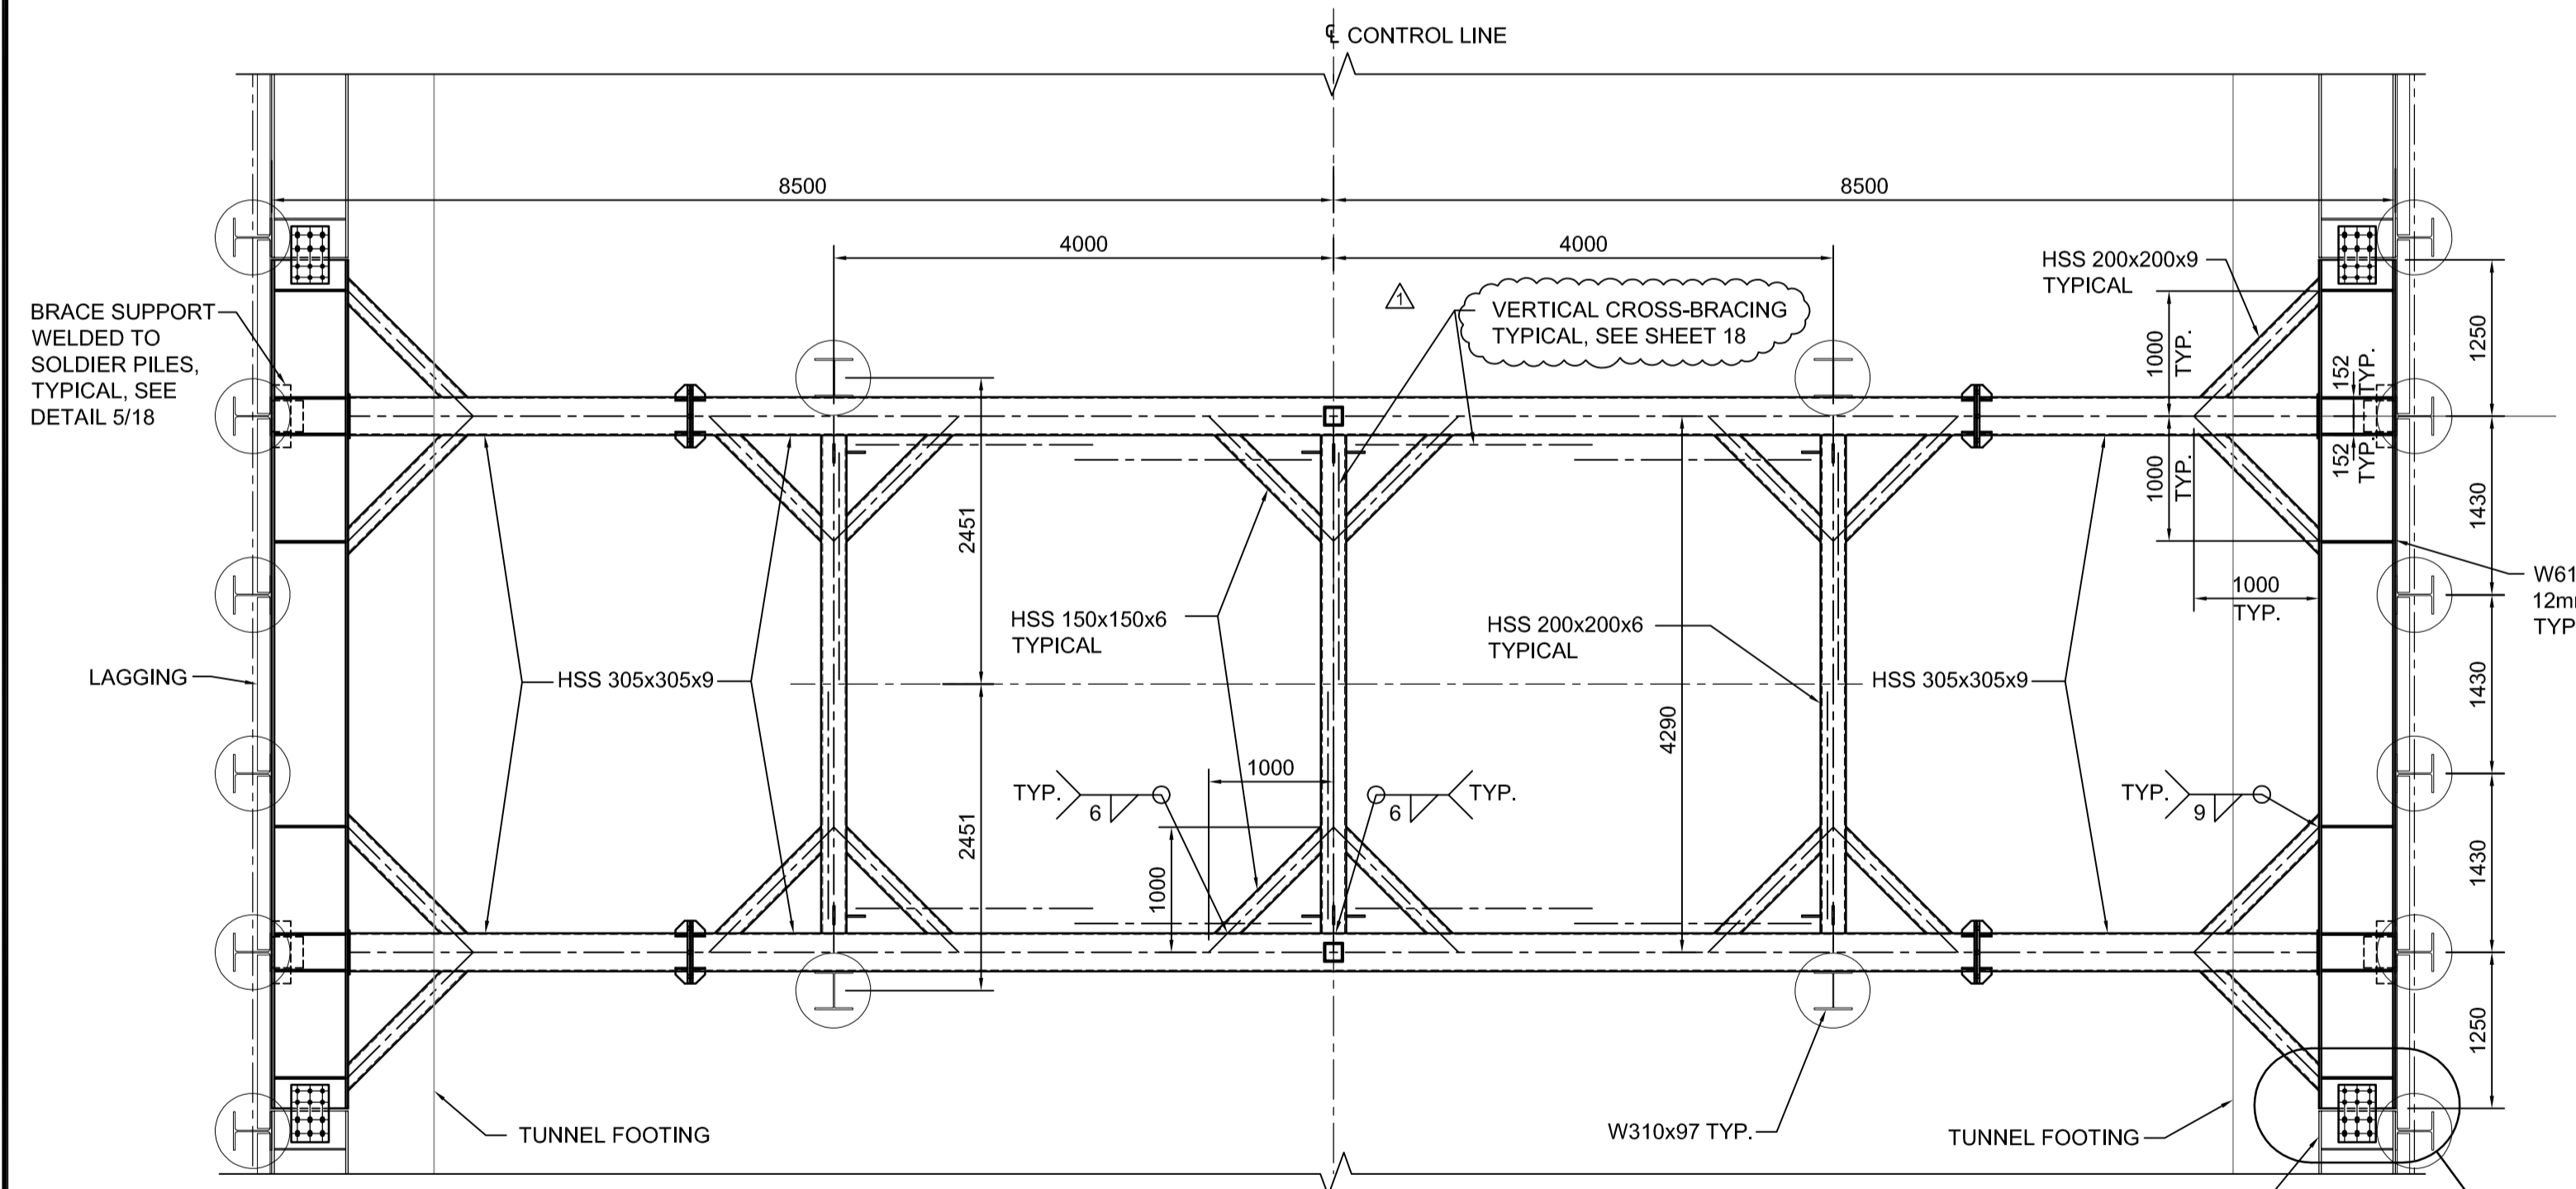 ℄ CONTROL LINE
8500
8500
4000
4000
HSS 200x200x9
TYPICAL
1
VERTICAL CROSS-BRACING
TYPICAL, SEE SHEET 18
BRACE SUPPORT
WELDED TO
SOLDIER PILES,
TYPICAL, SEE
DETAIL 5/18
1000
TYP.
152
TYP.
1250
1000
TYP.
152
TYP.
1430
2451
1000
TYP.
W61
12m
TYP
HSS 150x150x6
TYPICAL
HSS 200x200x6
TYPICAL
LAGGING
HSS 305x305x9
HSS 305x305x9
1430
4290
1000
TYP.
6
6
TYP.
TYP.
9
2451
1000
1430
1250
TUNNEL FOOTING
W310x97 TYP.
TUNNEL FOOTING